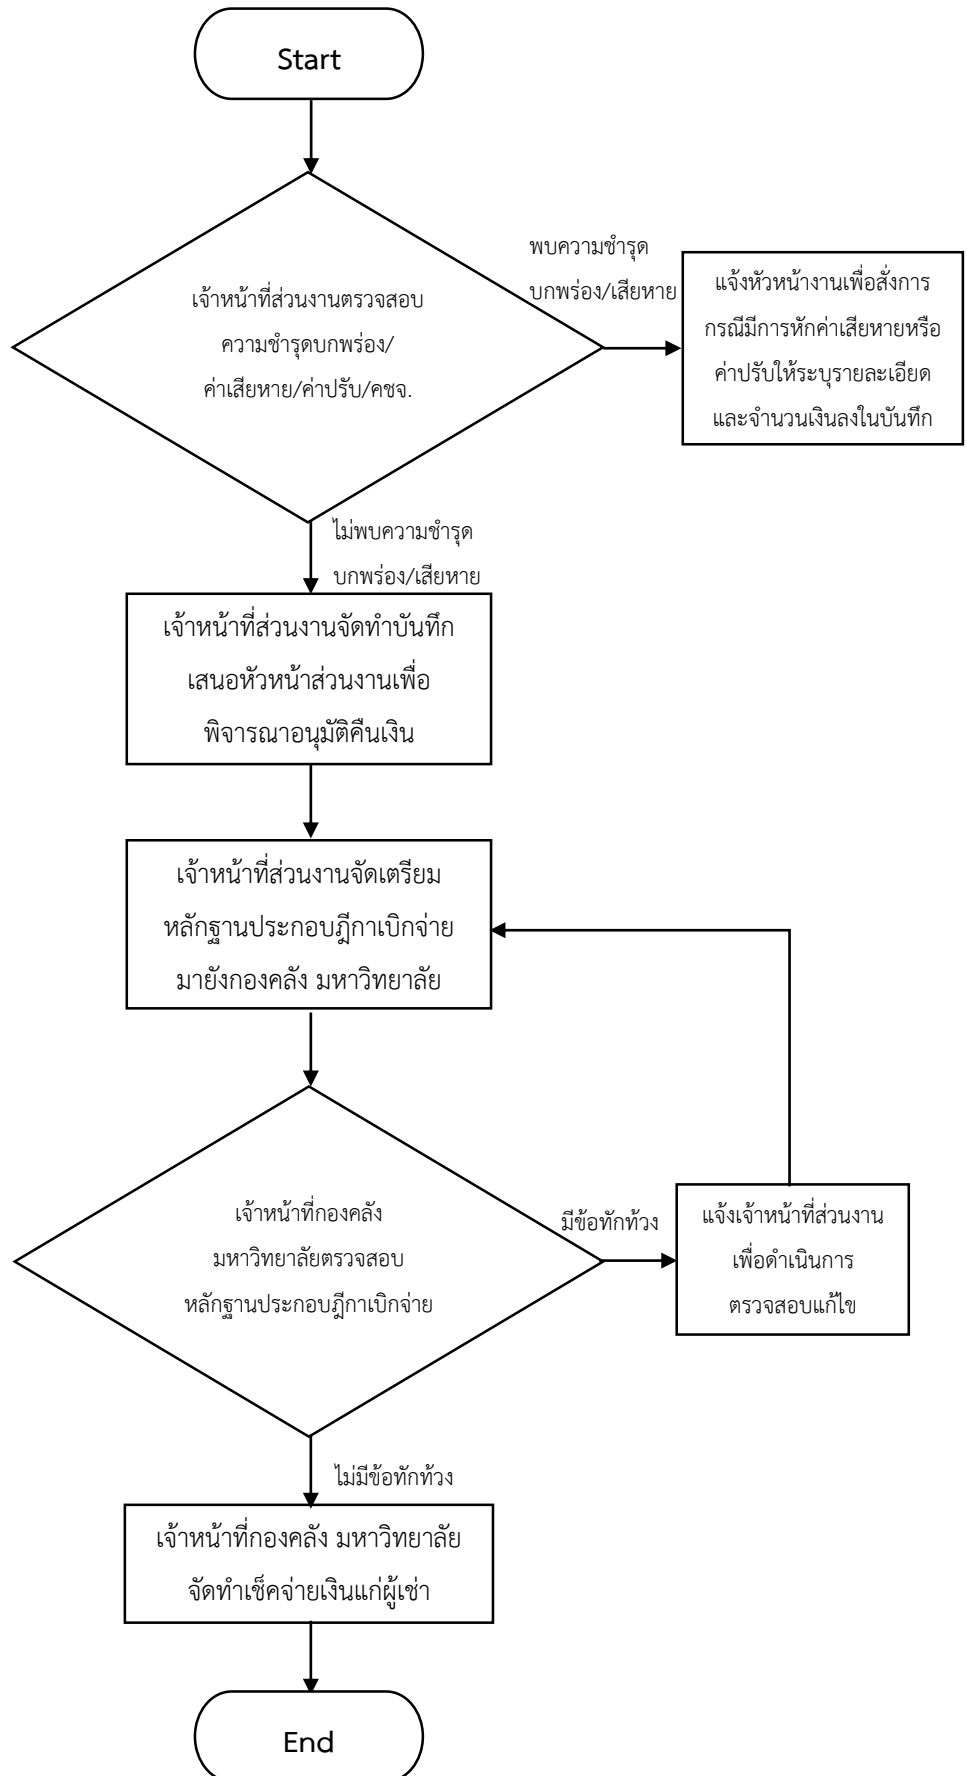 Start
เจ้าหน้าที่ส่วนงานตรวจสอบ
ความชำรุดบกพร่อง/
ค่าเสียหาย/ค่าปรับ/คชจ.
พบความชำรุด
บกพร่อง/เสียหาย
แจ้งหัวหน้างานเพื่อสั่งการ
กรณีมีการหักค่าเสียหายหรือ
ค่าปรับให้ระบุรายละเอียด
และจำนวนเงินลงในบันทึก
ไม่พบความชำรุด
บกพร่อง/เสียหาย
เจ้าหน้าที่ส่วนงานจัดทำบันทึก
เสนอหัวหน้าส่วนงานเพื่อ
พิจารณาอนุมัติคืนเงิน
เจ้าหน้าที่ส่วนงานจัดเตรียม
หลักฐานประกอบฎีกาเบิกจ่าย
มายังกองคลัง มหาวิทยาลัย
เจ้าหน้าที่กองคลัง
มหาวิทยาลัยตรวจสอบ
หลักฐานประกอบฎีกาเบิกจ่าย
มีข้อทักท้วง
แจ้งเจ้าหน้าที่ส่วนงาน
เพื่อดำเนินการ
ตรวจสอบแก้ไข
ไม่มีข้อทักท้วง
เจ้าหน้าที่กองคลัง มหาวิทยาลัย
จัดทำเช็คจ่ายเงินแก่ผู้เช่า
End